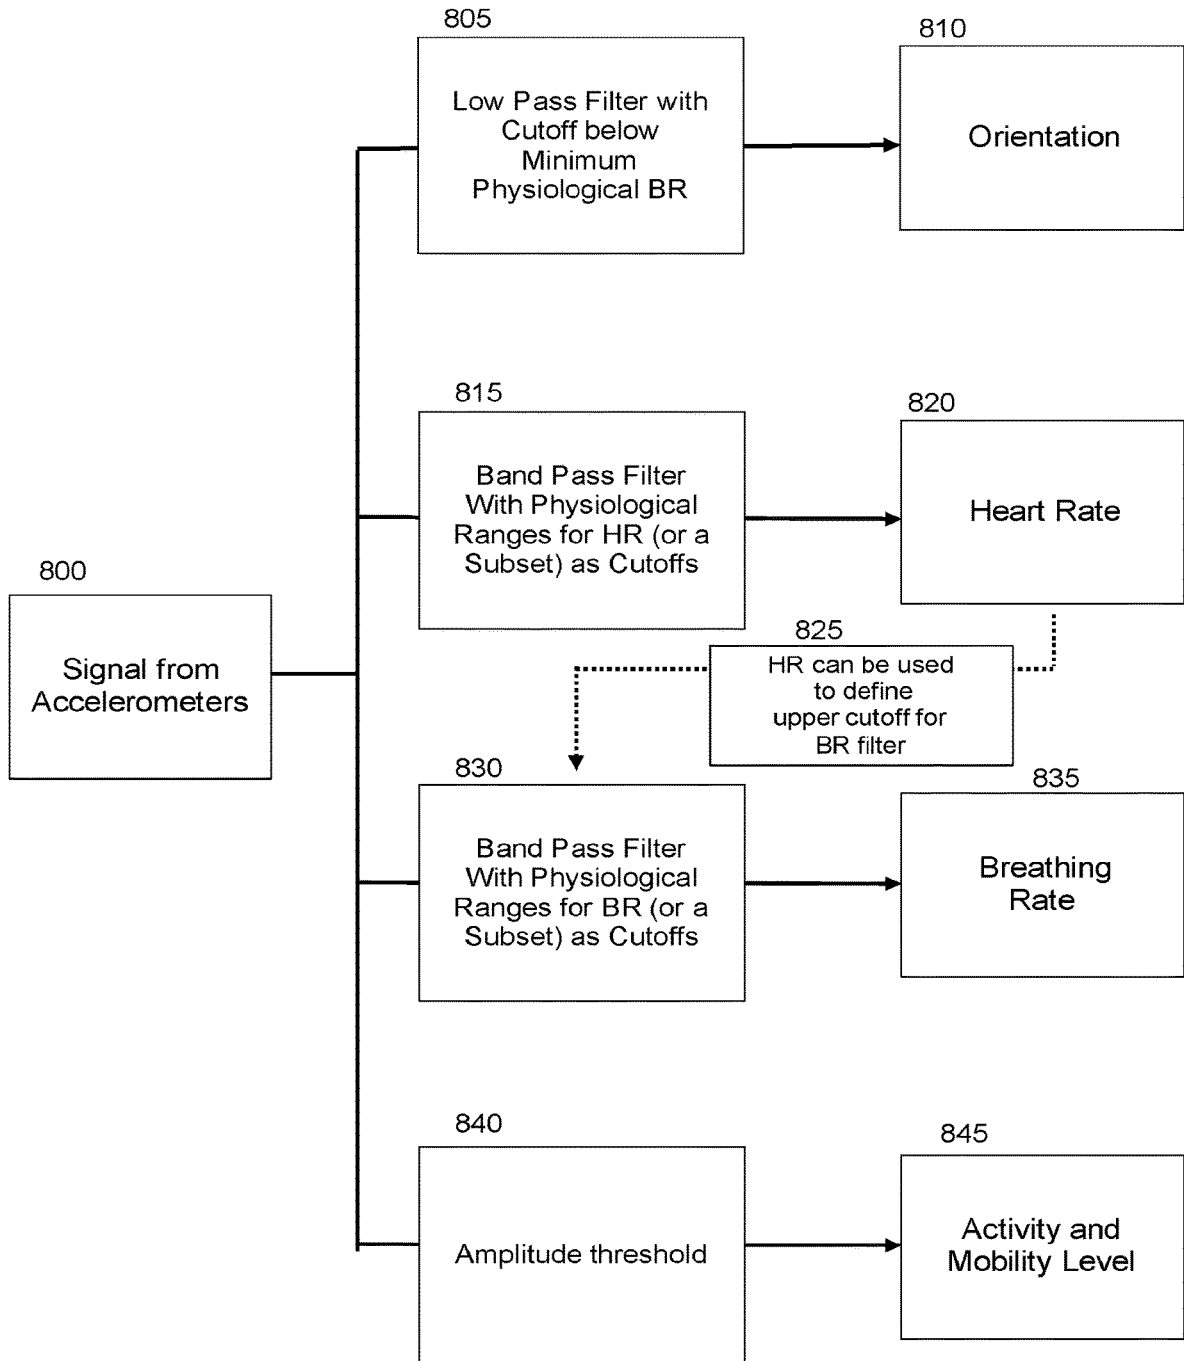 805
Low Pass Filter with
Cutoff below
Minimum
Physiological BR
810
Orientation
815
Band Pass Filter
With Physiological
Ranges for HR (or a
Subset) as Cutoffs
820
Heart Rate
800
Signal from
Accelerometers
825
HR can be used
to define
upper cutoff for
BR filter
830
Band Pass Filter
With Physiological
Ranges for BR (or a
Subset) as Cutoffs
835
Breathing
Rate
840
Amplitude threshold
845
Activity and
Mobility Level